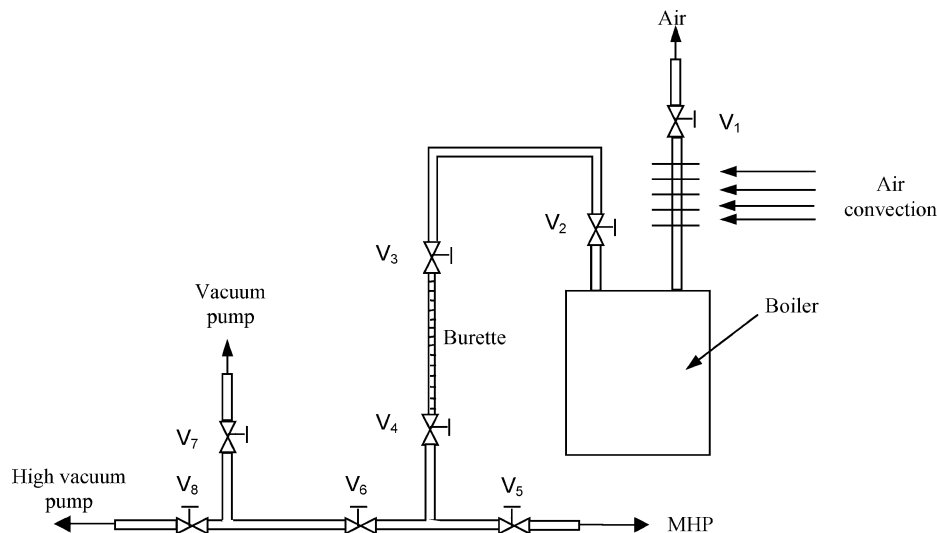 Air
V1
Air
convection
V2
V3
Vacuum
pump
Boiler
Burette
V4
V7
High vacuum
pump
V8
V6
V5
MHP